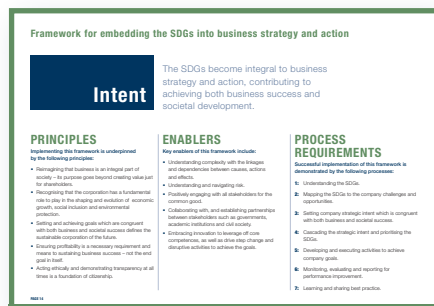 Framework for embedding the SDGs into business strategy and action
Intent
The SDGs become integral to business
strategy and action, contributing to
achieving both business success and
societal development.
PRINCIPLES
Implementing this framework is underpinned
by the following principles:
• Reimagining that business is an integral part of
society – its purpose goes beyond creating value just
for shareholders.
• Recognising that the corporation has a fundamental
role to play in the shaping and evolution of economic
growth, social inclusion and environmental
protection.
• Setting and achieving goals which are congruent
with both business and societal success defines the
sustainable corporation of the future.
• Ensuring profitability is a necessary requirement and
means to sustaining business success – not the end
goal in itself.
• Acting ethically and demonstrating transparency at all
times is a foundation of citizenship.
ENABLERS
Key enablers of this framework include:
• Understanding complexity with the linkages
and dependencies between causes, actions
and effects.
• Understanding and navigating risk.
• Positively engaging with all stakeholders for the
common good.
• Collaborating with, and establishing partnerships
between stakeholders such as governments,
academic institutions and civil society.
• Embracing innovation to leverage off core
competences, as well as drive step change and
disruptive activities to achieve the goals.
PROCESS
REQUIREMENTS
Successful implementation of this framework is
demonstrated by the following processes:
1: Understanding the SDGs.
2: Mapping the SDGs to the company challenges and
opportunities.
3: Setting company strategic intent which is congruent
with both business and societal success.
4: Cascading the strategic intent and prioritising the
SDGs.
5: Developing and executing activities to achieve
company goals.
6: Monitoring, evaluating and reporting for
performance improvement.
7: Learning and sharing best practice.
PAGE 14